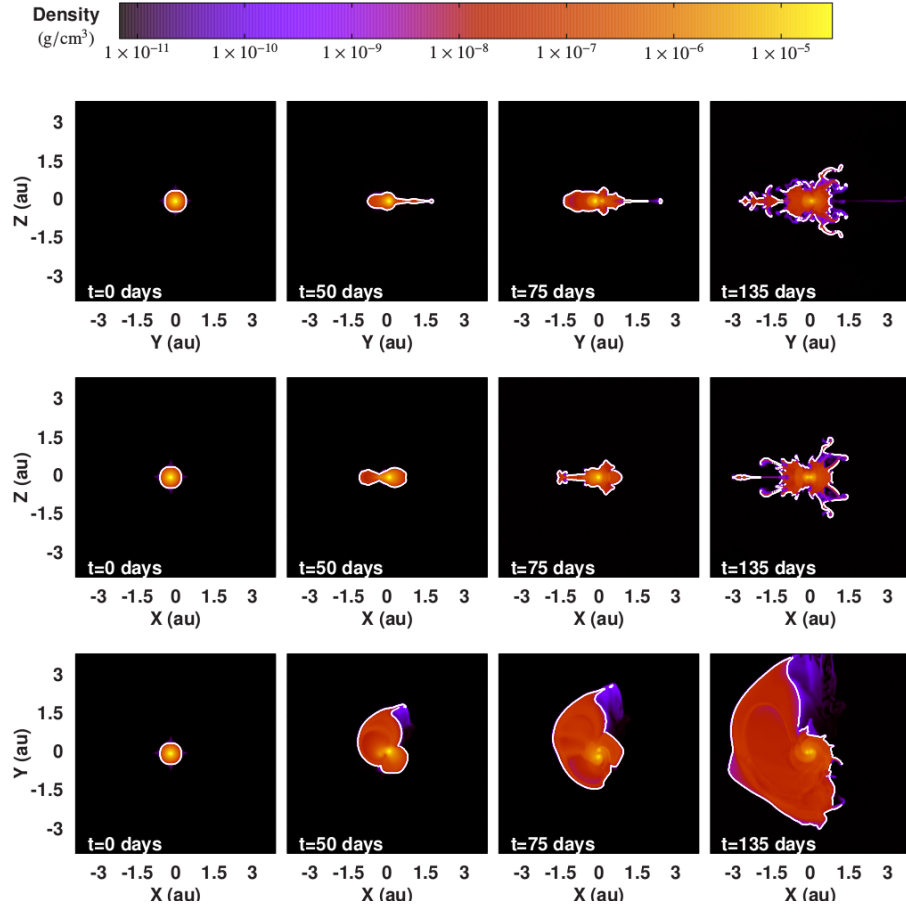 Density
(g/cm³)
1 × 10⁻¹¹ 1 × 10⁻¹⁰ 1 × 10⁻⁹ 1 × 10⁻⁸ 1 × 10⁻⁷ 1 × 10⁻⁶ 1 × 10⁻⁵
Z (au)
3
1.5
0
-1.5
-3
t=0 days t=50 days t=75 days t=135 days
-3 -1.5 0 1.5 3 -3 -1.5 0 1.5 3 -3 -1.5 0 1.5 3 -3 -1.5 0 1.5 3
Y (au) Y (au) Y (au) Y (au)
Z (au)
3
1.5
0
-1.5
-3
t=0 days t=50 days t=75 days t=135 days
-3 -1.5 0 1.5 3 -3 -1.5 0 1.5 3 -3 -1.5 0 1.5 3 -3 -1.5 0 1.5 3
X (au) X (au) X (au) X (au)
Y (au)
3
1.5
0
-1.5
-3
t=0 days t=50 days t=75 days t=135 days
-3 -1.5 0 1.5 3 -3 -1.5 0 1.5 3 -3 -1.5 0 1.5 3 -3 -1.5 0 1.5 3
X (au) X (au) X (au) X (au)